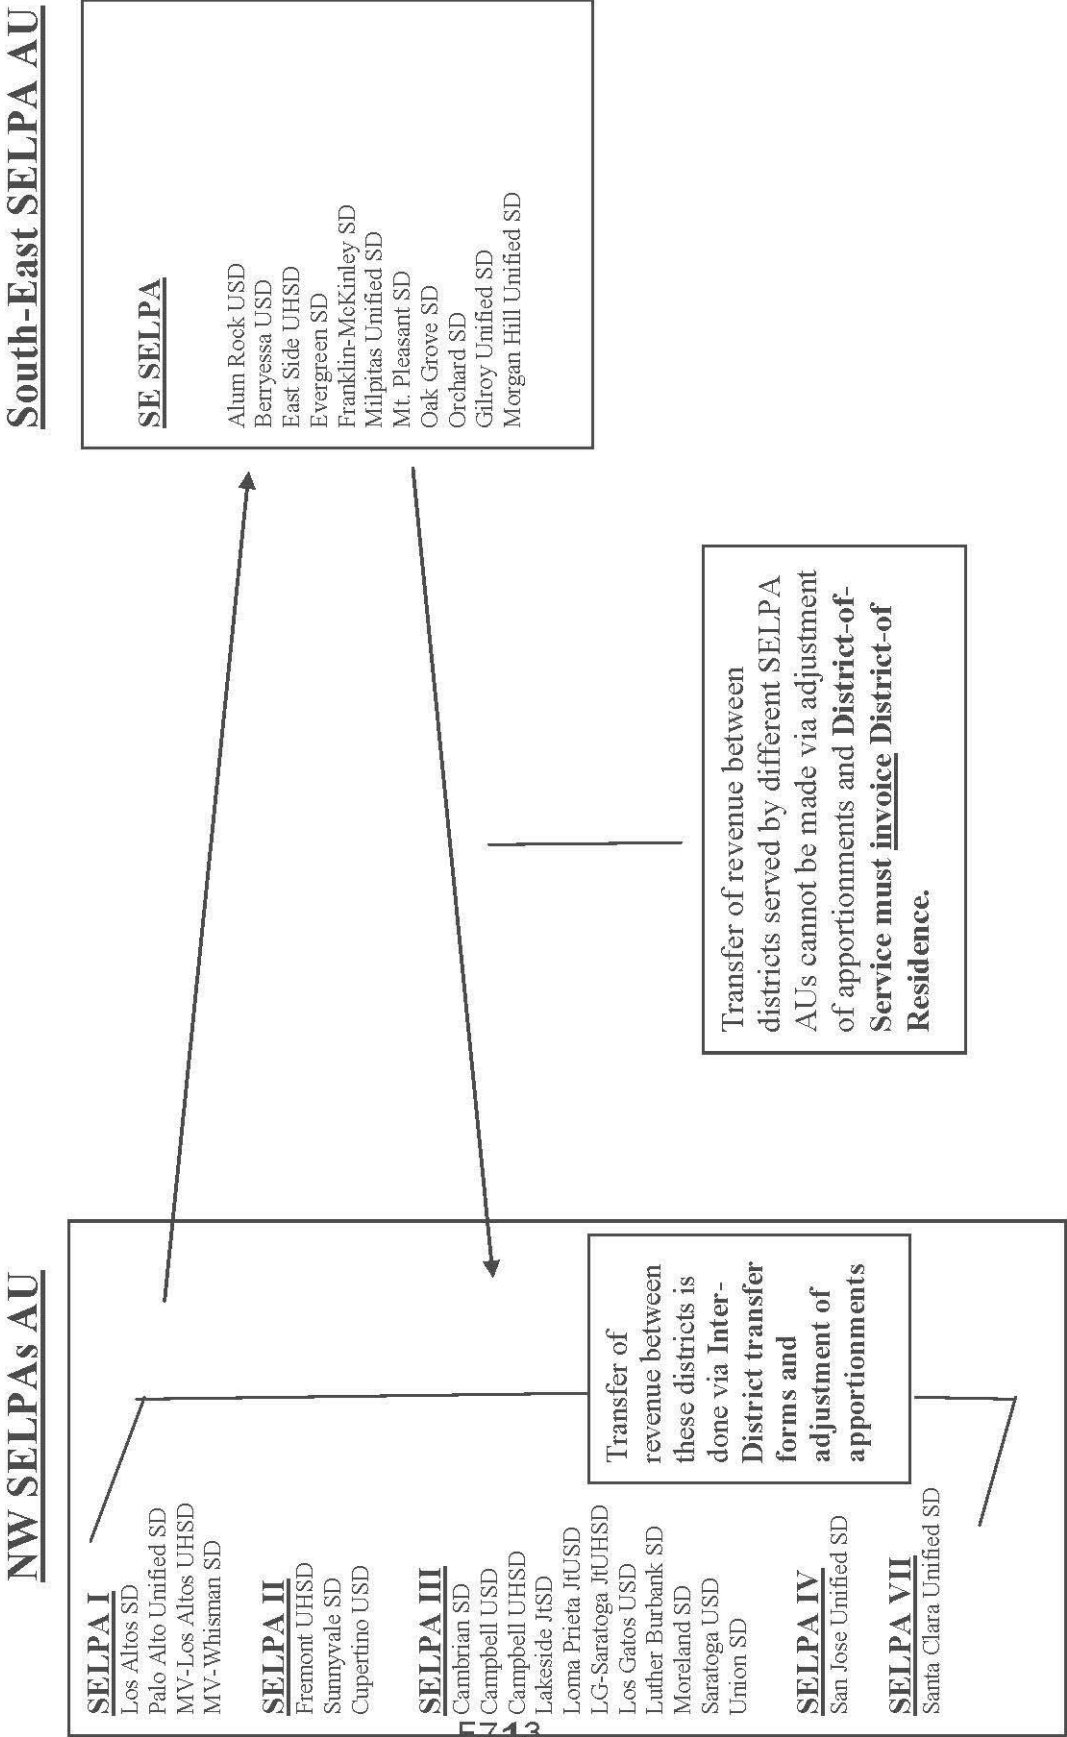 NW SELPAs AU
SELPA I
Los Altos SD
Palo Alto Unified SD
MV-Los Altos UHSD
MV-Whisman SD
SELPA II
Fremont UHSD
Sunnyvale SD
Cupertino USD
SELPA III
Cambrian SD
Campbell USD
Campbell UHSD
Lakeside JtSD
Loma Prieta JtUSD
LG-Saratoga JtUHSD
Los Gatos USD
Luther Burbank SD
Moreland SD
Saratoga USD
Union SD
SELPA IV
San Jose Unified SD
SELPA VII
Santa Clara Unified SD
Transfer of
revenue between
these districts is
done via Inter-
District transfer
forms and
adjustment of
apportionments
Transfer of revenue between
districts served by different SELPA
AUs cannot be made via adjustment
of apportionments and District-of-
Service must invoice District-of
Residence.
South-East SELPA AU
SE SELPA
Alum Rock USD
Berryessa USD
East Side UHSD
Evergreen SD
Franklin-McKinley SD
Milpitas Unified SD
Mt. Pleasant SD
Oak Grove SD
Orchard SD
Gilroy Unified SD
Morgan Hill Unified SD